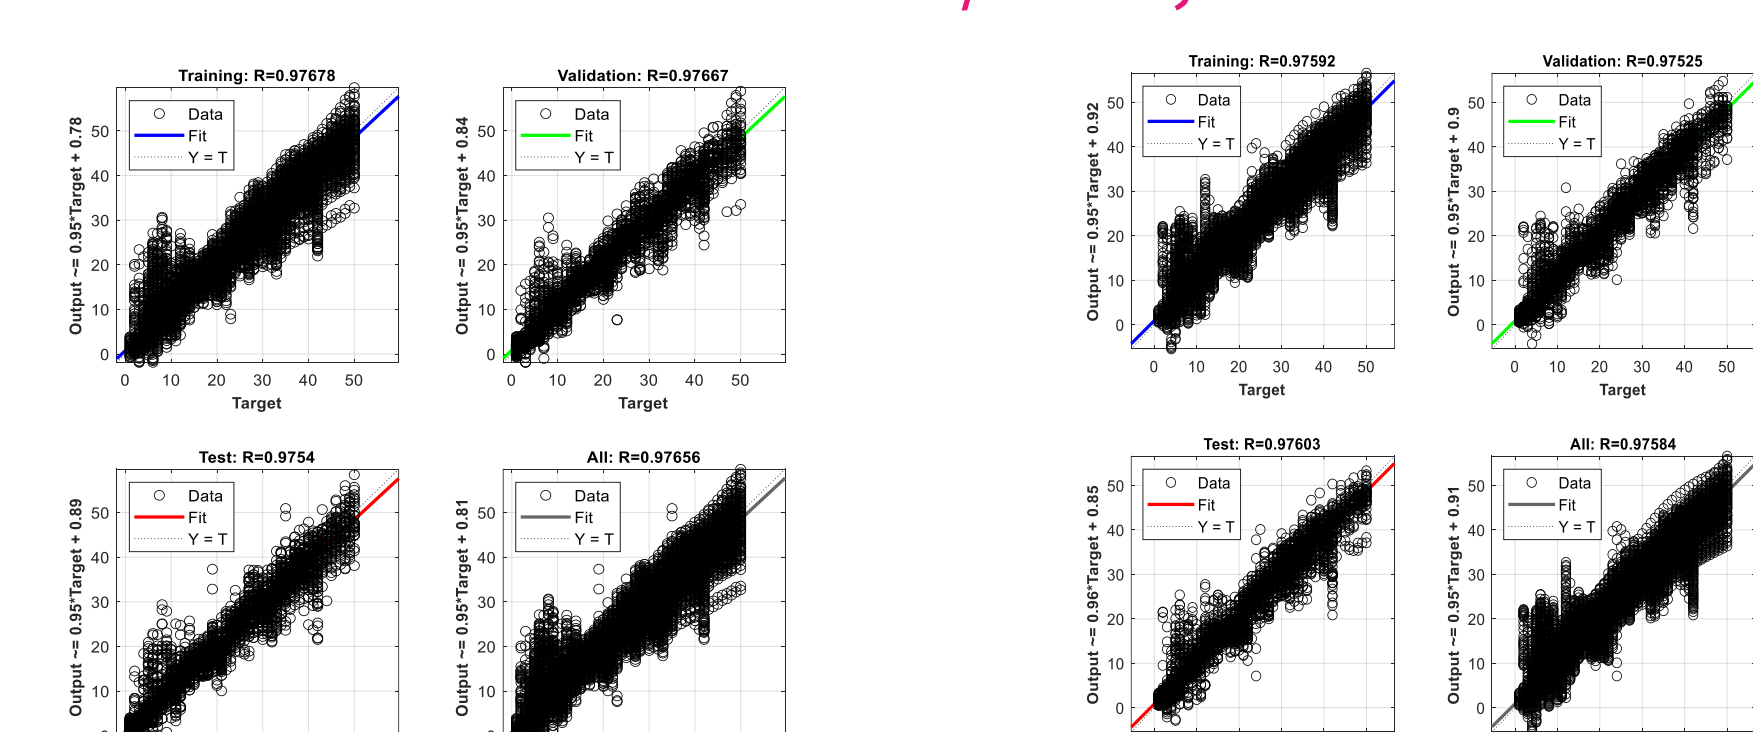 Training: R=0.97678
Output ~= 0.95*Target + 0.78
Data
Fit
Y = T
50
40
30
20
10
0
0 10 20 30 40 50
Target
Validation: R=0.97667
Output ~= 0.95*Target + 0.84
Data
Fit
Y = T
50
40
30
20
10
0
0 10 20 30 40 50
Target
Training: R=0.97592
Output ~= 0.95*Target + 0.92
Data
Fit
Y = T
50
40
30
20
10
0
0 10 20 30 40 50
Target
Validation: R=0.97525
Output ~= 0.95*Target + 0.9
Data
Fit
Y = T
50
40
30
20
10
0
0 10 20 30 40 50
Target
Test: R=0.9754
Output ~= 0.95*Target + 0.89
Data
Fit
Y = T
50
40
30
20
10
All: R=0.97656
Output ~= 0.95*Target + 0.81
Data
Fit
Y = T
50
40
30
20
10
Test: R=0.97603
Output ~= 0.96*Target + 0.85
Data
Fit
Y = T
50
40
30
20
10
0
All: R=0.97584
Output ~= 0.95*Target + 0.91
Data
Fit
Y = T
50
40
30
20
10
0